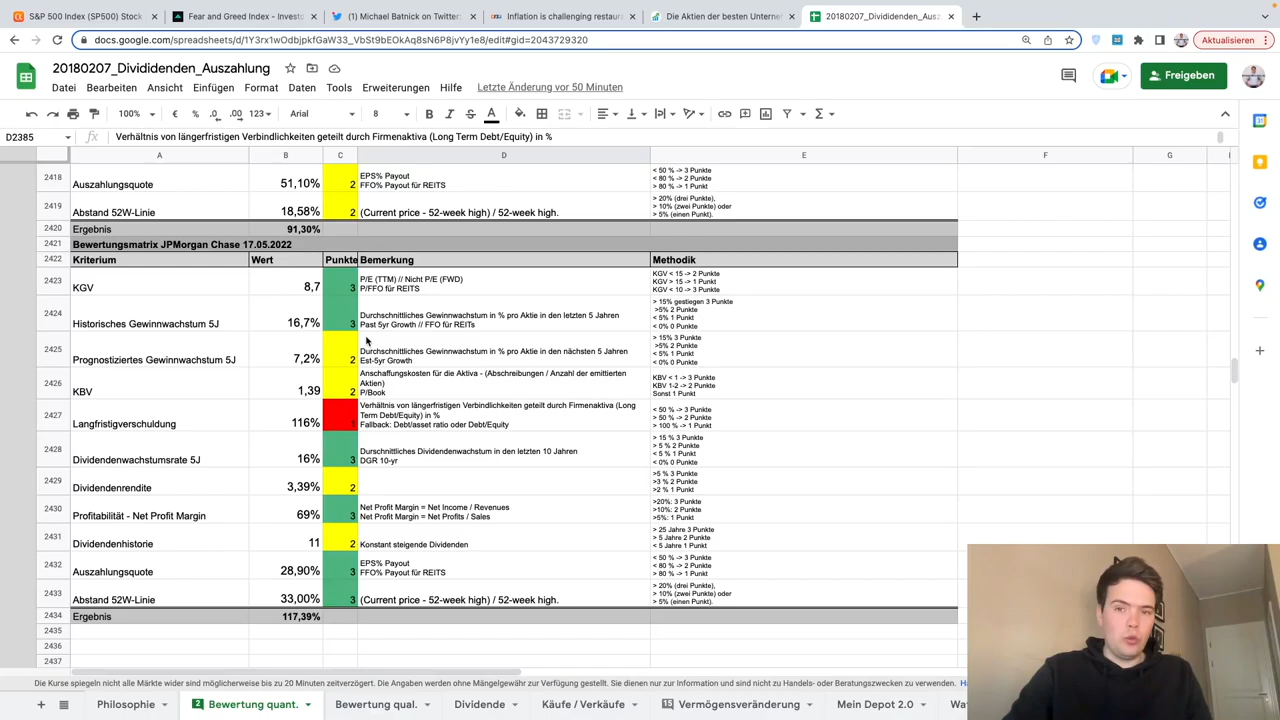 S&P 500 Index (SP500) Stock
Fear and Greed Index - Investo
Michael Batnick on Twitter:
Inflation is challenging restaur
Die Aktien der besten Unterne
20180207_Divididenden_Ausz
docs.google.com/spreadsheets/d/1Y3rx1wOdbjpkfGaW33_VbSt9bEOkAq8sN6P8jvYy1e8/edit#gid=2043729320
Aktualisieren
20180207_Divididenden_Auszahlung
Datei Bearbeiten Ansicht Einfügen Format Daten Tools Erweiterungen Hilfe Letzte Änderung vor 50 Minuten
Freigeben
100% € % .0 .00 123 Arial 8 B I S A
D2385 fx Verhältnis von längerfristigen Verbindlichkeiten geteilt durch Firmenaktiva (Long Term Debt/Equity) in %
A B C D E F G
2418 Auszahlungsquote 51,10% 2
EPS% Payout
FFO% Payout für REITS
< 50 % -> 3 Punkte
< 80 % -> 2 Punkte
> 80 % -> 1 Punkt
2419 Abstand 52W-Linie 18,58% 2 (Current price - 52-week high) / 52-week high.
> 20% (drei Punkte),
> 10% (zwei Punkte) oder
> 5% (einen Punkt).
2420 Ergebnis 91,30%
2421 Bewertungsmatrix JPMorgan Chase 17.05.2022
2422 Kriterium Wert Punkte Bemerkung Methodik
2423 KGV 8,7 3
P/E (TTM) // Nicht P/E (FWD)
P/FFO für REITS
KGV < 15 -> 2 Punkte
KGV > 15 -> 1 Punkt
KGV < 10 -> 3 Punkte
2424 Historisches Gewinnwachstum 5J 16,7% 3
Durchschnittliches Gewinnwachstum in % pro Aktie in den letzten 5 Jahren
Past 5yr Growth // FFO für REITs
> 15% gestiegen 3 Punkte
>5% 2 Punkte
< 5% 1 Punkt
< 0% 0 Punkte
2425 Prognostiziertes Gewinnwachstum 5J 7,2% 2
Durchschnittliches Gewinnwachstum in % pro Aktie in den nächsten 5 Jahren
Est-5yr Growth
> 15% 3 Punkte
>5% 2 Punkte
< 5% 1 Punkt
< 0% 0 Punkte
2426 KBV 1,39 2
Anschaffungskosten für die Aktiva - (Abschreibungen / Anzahl der emittierten
Aktien)
P/Book
KBV < 1 -> 3 Punkte
KBV 1-2 -> 2 Punkte
Sonst 1 Punkt
2427 Langfristigverschuldung 116% 1
Verhältnis von längerfristigen Verbindlichkeiten geteilt durch Firmenaktiva (Long
Term Debt/Equity) in %
Fallback: Debt/asset ratio oder Debt/Equity
< 50 % -> 3 Punkte
> 50 % -> 2 Punkte
> 100 % -> 1 Punkt
2428 Dividendenwachstumsrate 5J 16% 3
Durschnittliches Dividendenwachstum in den letzten 10 Jahren
DGR 10-yr
> 15 % 3 Punkte
> 5 % 2 Punkte
< 5 % 1 Punkt
< 0% 0 Punkte
2429 Dividendenrendite 3,39% 2
>5 % 3 Punkte
>3 % 2 Punkte
>2 % 1 Punkt
2430 Profitabilität - Net Profit Margin 69% 3
Net Profit Margin = Net Income / Revenues
Net Profit Margin = Net Profits / Sales
>20%: 3 Punkte
>10%: 2 Punkte
>5%: 1 Punkt
2431 Dividendenhistorie 11 2 Konstant steigende Dividenden
> 25 Jahre 3 Punkte
> 5 Jahre 2 Punkte
< 5 Jahre 1 Punkt
2432 Auszahlungsquote 28,90% 3
EPS% Payout
FFO% Payout für REITS
< 50 % -> 3 Punkte
< 80 % -> 2 Punkte
> 80 % -> 1 Punkt
2433 Abstand 52W-Linie 33,00% 3 (Current price - 52-week high) / 52-week high.
> 20% (drei Punkte),
> 10% (zwei Punkte) oder
> 5% (einen Punkt).
2434 Ergebnis 117,39%
2435
2436
2437
Die Kurse spiegeln nicht alle Märkte wider und sind möglicherweise bis zu 20 Minuten zeitverzögert. Die Angaben werden ohne Mängelgewähr zur Verfügung gestellt. Sie dienen nur zur Information und sind nicht zu Handels- oder Beratungszwecken zu verwenden. Ha
Philosophie 2 Bewertung quant. Bewertung qual. Dividende Käufe / Verkäufe 15 Vermögensveränderung Mein Depot 2.0 Wa